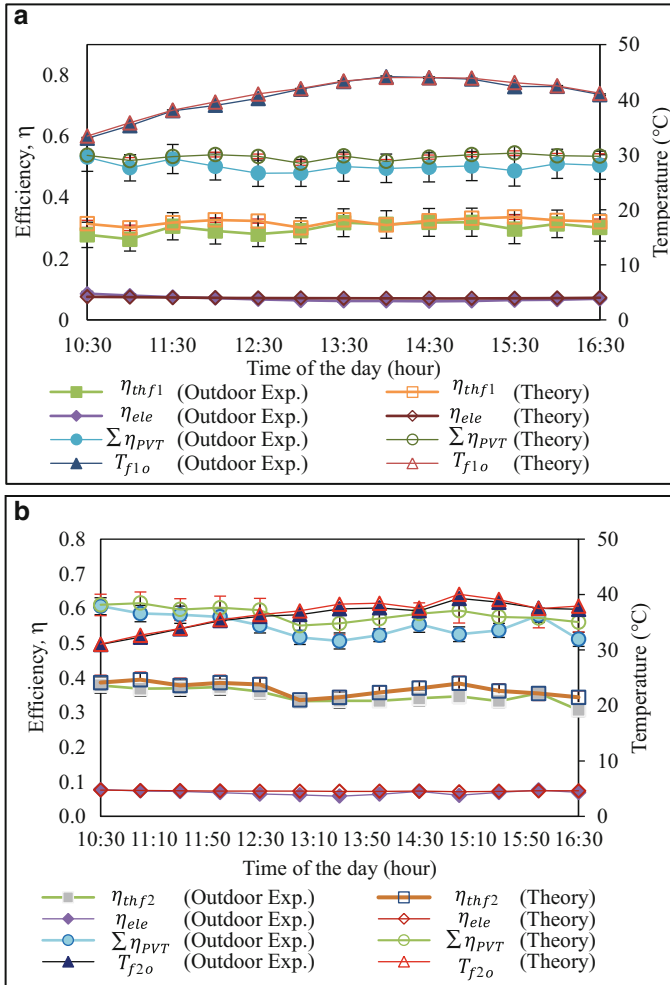 a
0.8
0.6
0.4
0.2
0
Efficiency, η
50
40
30
20
10
0
Temperature (°C)
10:30 11:30 12:30 13:30 14:30 15:30 16:30
Time of the day (hour)
η_thf1 (Outdoor Exp.) η_thf1 (Theory)
η_ele (Outdoor Exp.) η_ele (Theory)
∑ η_PVT (Outdoor Exp.) ∑ η_PVT (Theory)
T_f1o (Outdoor Exp.) T_f1o (Theory)
b
0.8
0.7
0.6
0.5
0.4
0.3
0.2
0.1
0.0
Efficiency, η
50
40
30
20
10
0
Temperature (°C)
10:30 11:10 11:50 12:30 13:10 13:50 14:30 15:10 15:50 16:30
Time of the day (hour)
η_thf2 (Outdoor Exp.) η_thf2 (Theory)
η_ele (Outdoor Exp.) η_ele (Theory)
∑ η_PVT (Outdoor Exp.) ∑ η_PVT (Theory)
T_f2o (Outdoor Exp.) T_f2o (Theory)